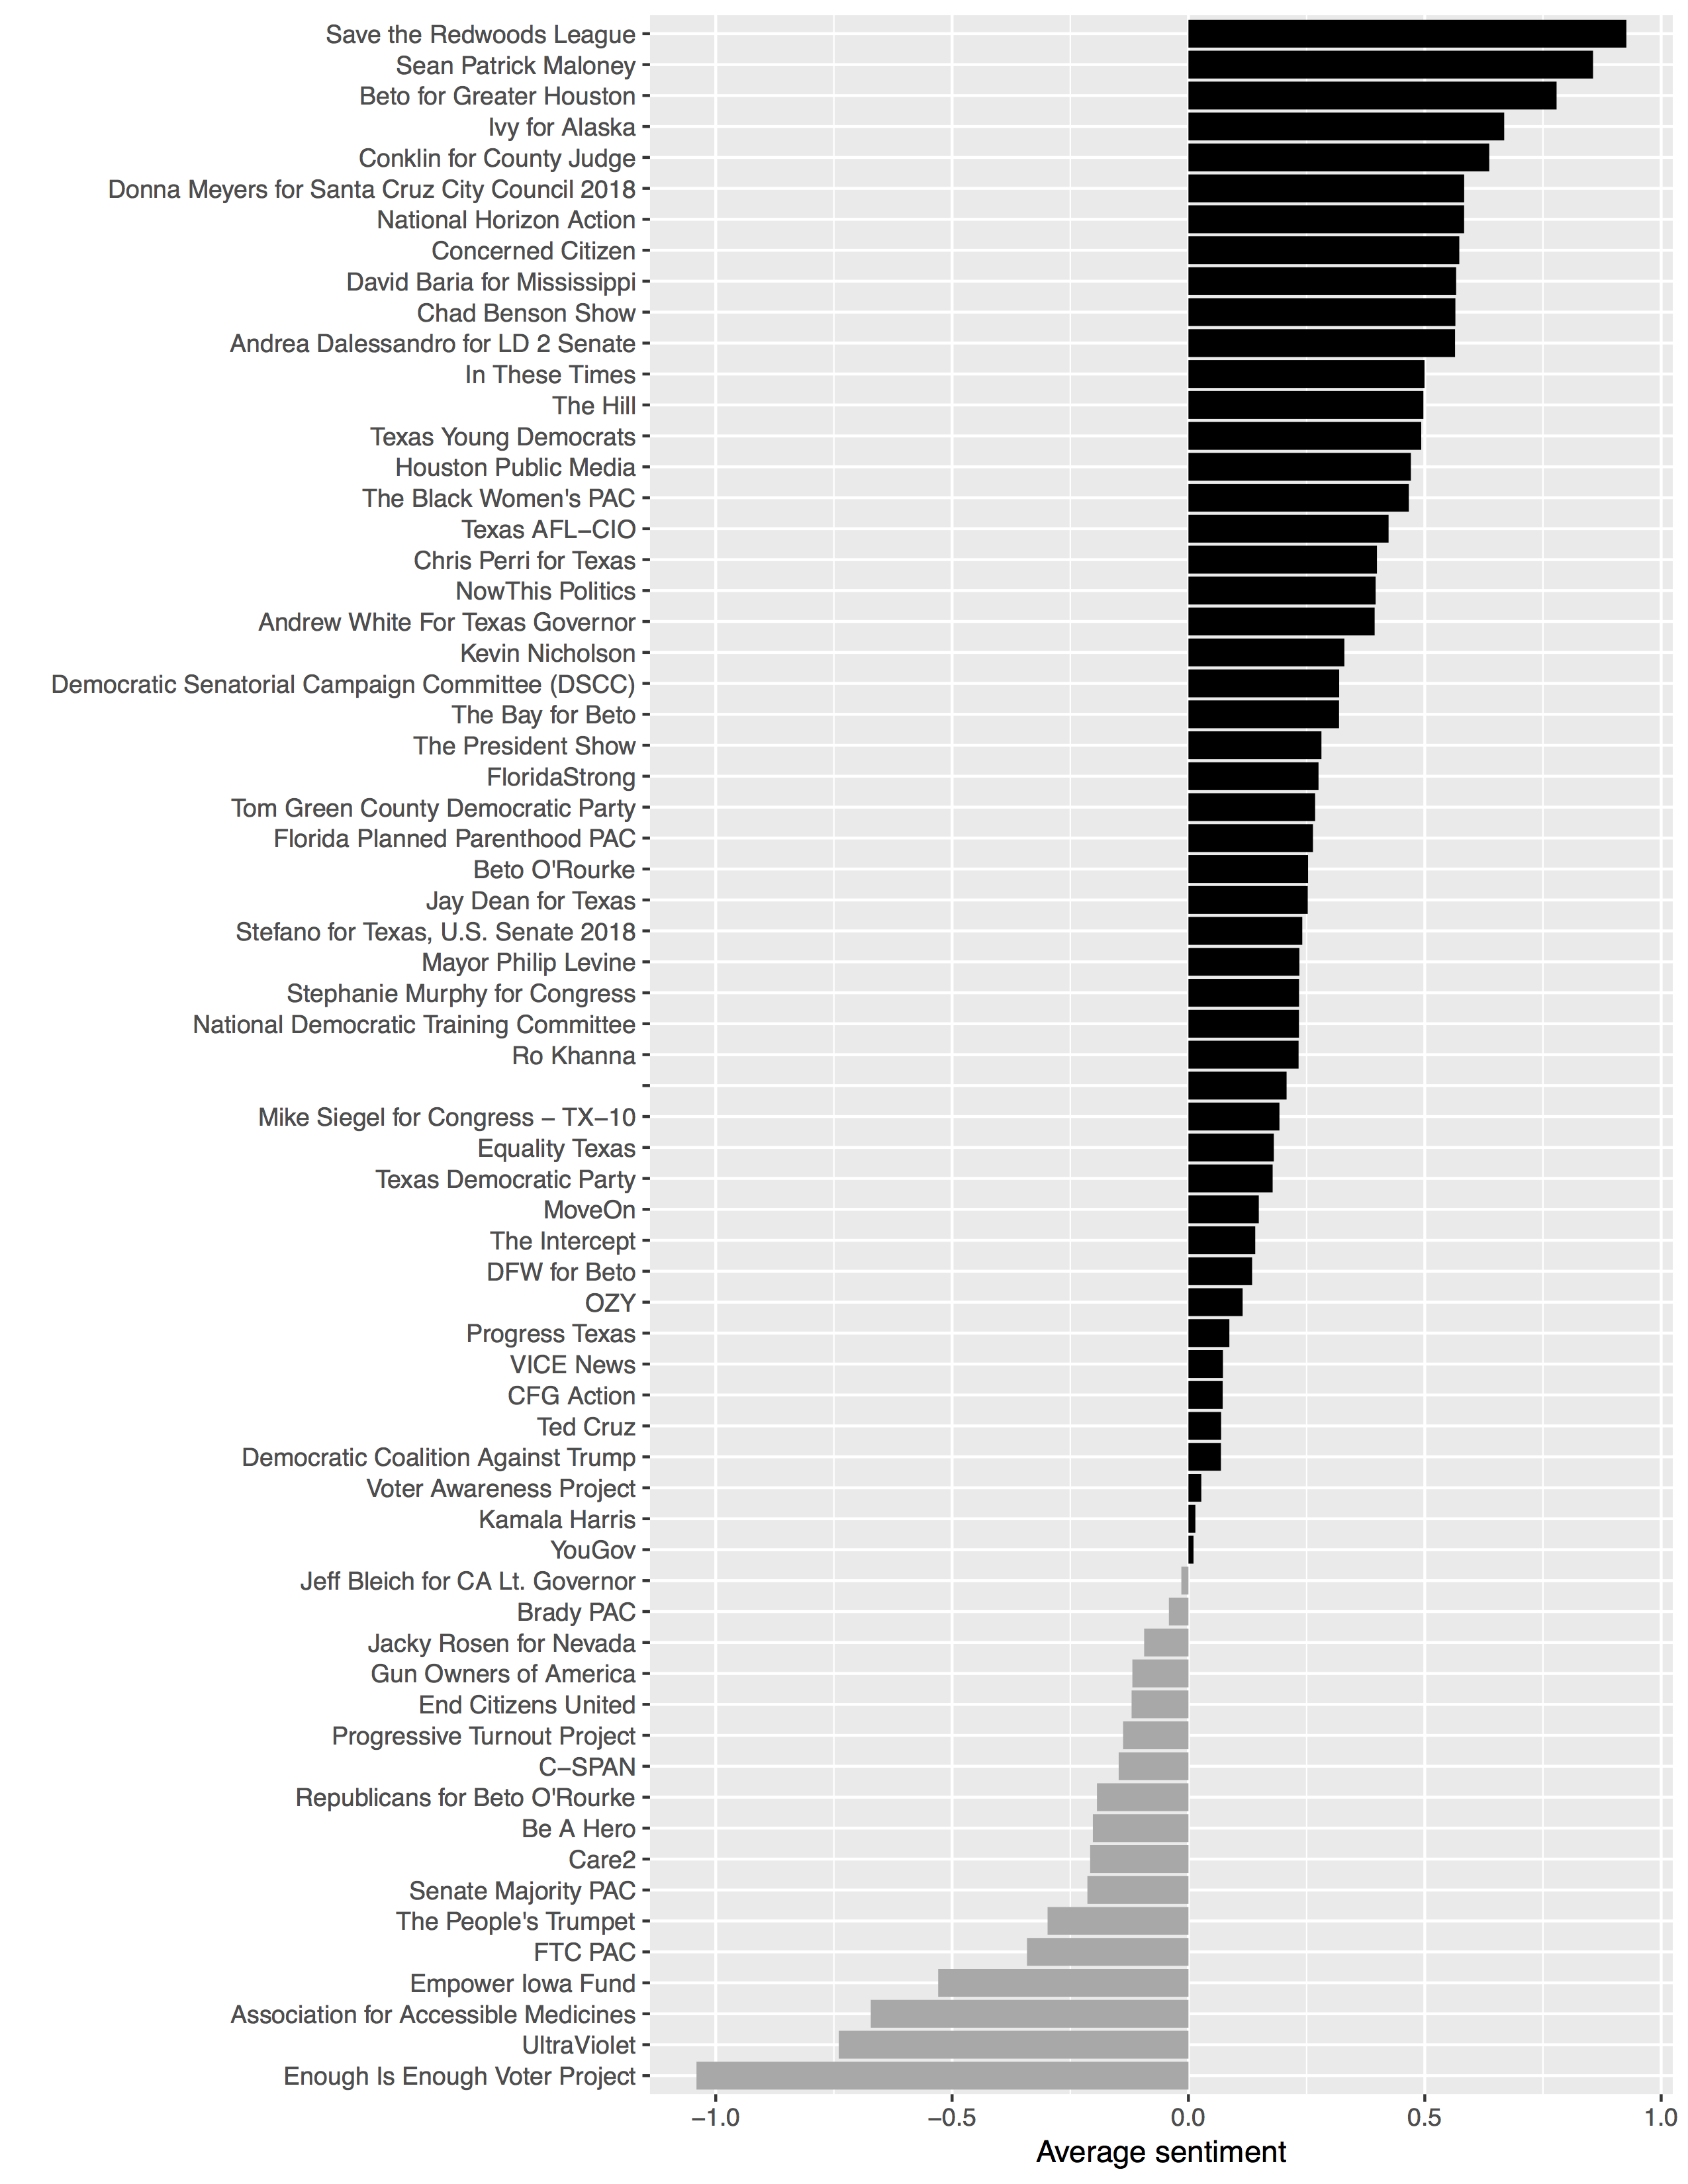 Save the Redwoods League
Sean Patrick Maloney
Beto for Greater Houston
Ivy for Alaska
Conklin for County Judge
Donna Meyers for Santa Cruz City Council 2018
National Horizon Action
Concerned Citizen
David Baria for Mississippi
Chad Benson Show
Andrea Dalessandro for LD 2 Senate
In These Times
The Hill
Texas Young Democrats
Houston Public Media
The Black Women's PAC
Texas AFL−CIO
Chris Perri for Texas
NowThis Politics
Andrew White For Texas Governor
Kevin Nicholson
Democratic Senatorial Campaign Committee (DSCC)
The Bay for Beto
The President Show
FloridaStrong
Tom Green County Democratic Party
Florida Planned Parenthood PAC
Beto O'Rourke
Jay Dean for Texas
Stefano for Texas, U.S. Senate 2018
Mayor Philip Levine
Stephanie Murphy for Congress
National Democratic Training Committee
Ro Khanna
Mike Siegel for Congress − TX−10
Equality Texas
Texas Democratic Party
MoveOn
The Intercept
DFW for Beto
OZY
Progress Texas
VICE News
CFG Action
Ted Cruz
Democratic Coalition Against Trump
Voter Awareness Project
Kamala Harris
YouGov
Jeff Bleich for CA Lt. Governor
Brady PAC
Jacky Rosen for Nevada
Gun Owners of America
End Citizens United
Progressive Turnout Project
C−SPAN
Republicans for Beto O'Rourke
Be A Hero
Care2
Senate Majority PAC
The People's Trumpet
FTC PAC
Empower Iowa Fund
Association for Accessible Medicines
UltraViolet
Enough Is Enough Voter Project
−1.0 −0.5 0.0 0.5 1.0
Average sentiment